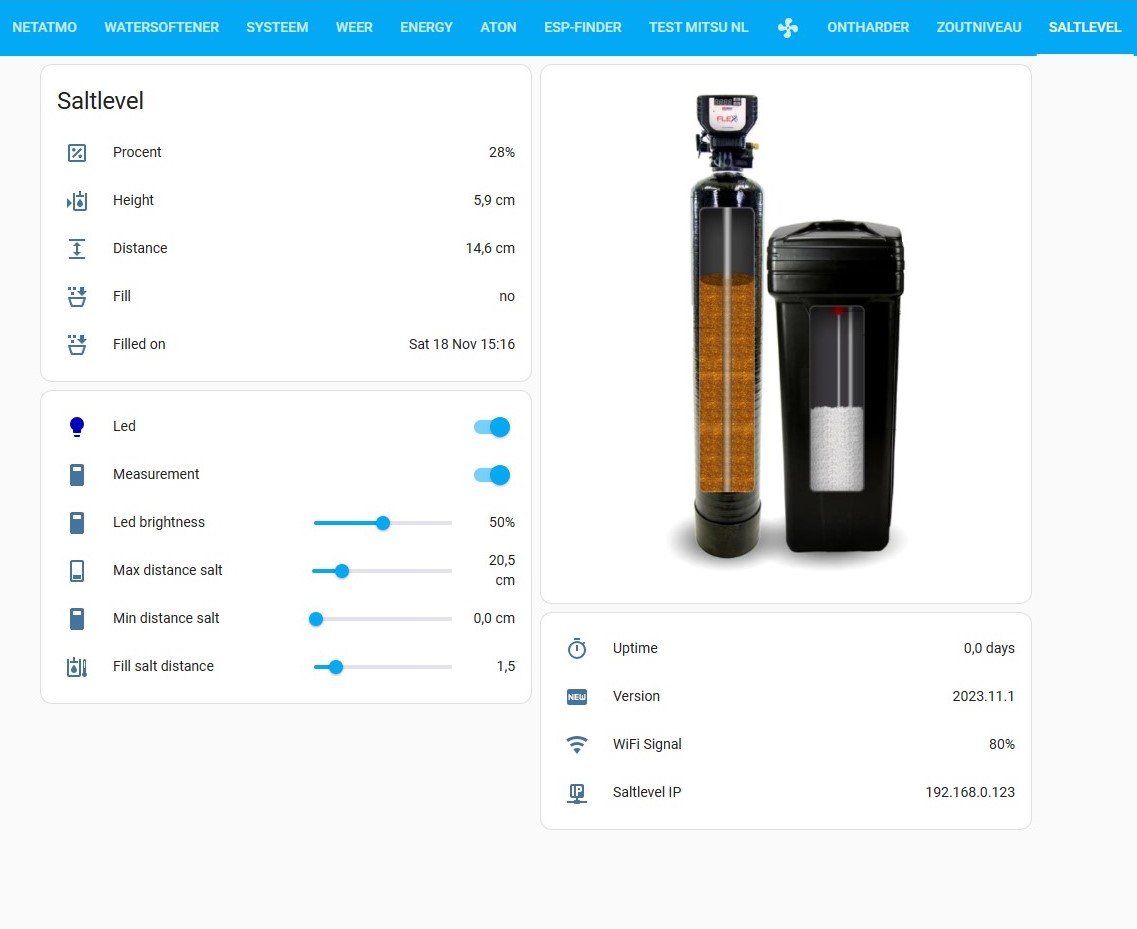 NETATMO WATERSOFTENER SYSTEEM WEER ENERGY ATON ESP-FINDER TEST MITSU NL ONTHARDER ZOUTNIVEAU SALTLEVEL
Saltlevel
Procent 28%
Height 5,9 cm
Distance 14,6 cm
Fill no
Filled on Sat 18 Nov 15:16
Led
Measurement
Led brightness 50%
Max distance salt 20,5
cm
Min distance salt 0,0 cm
Fill salt distance 1,5
FLEX
Uptime 0,0 days
NEW Version 2023.11.1
WiFi Signal 80%
IP Saltlevel IP 192.168.0.123